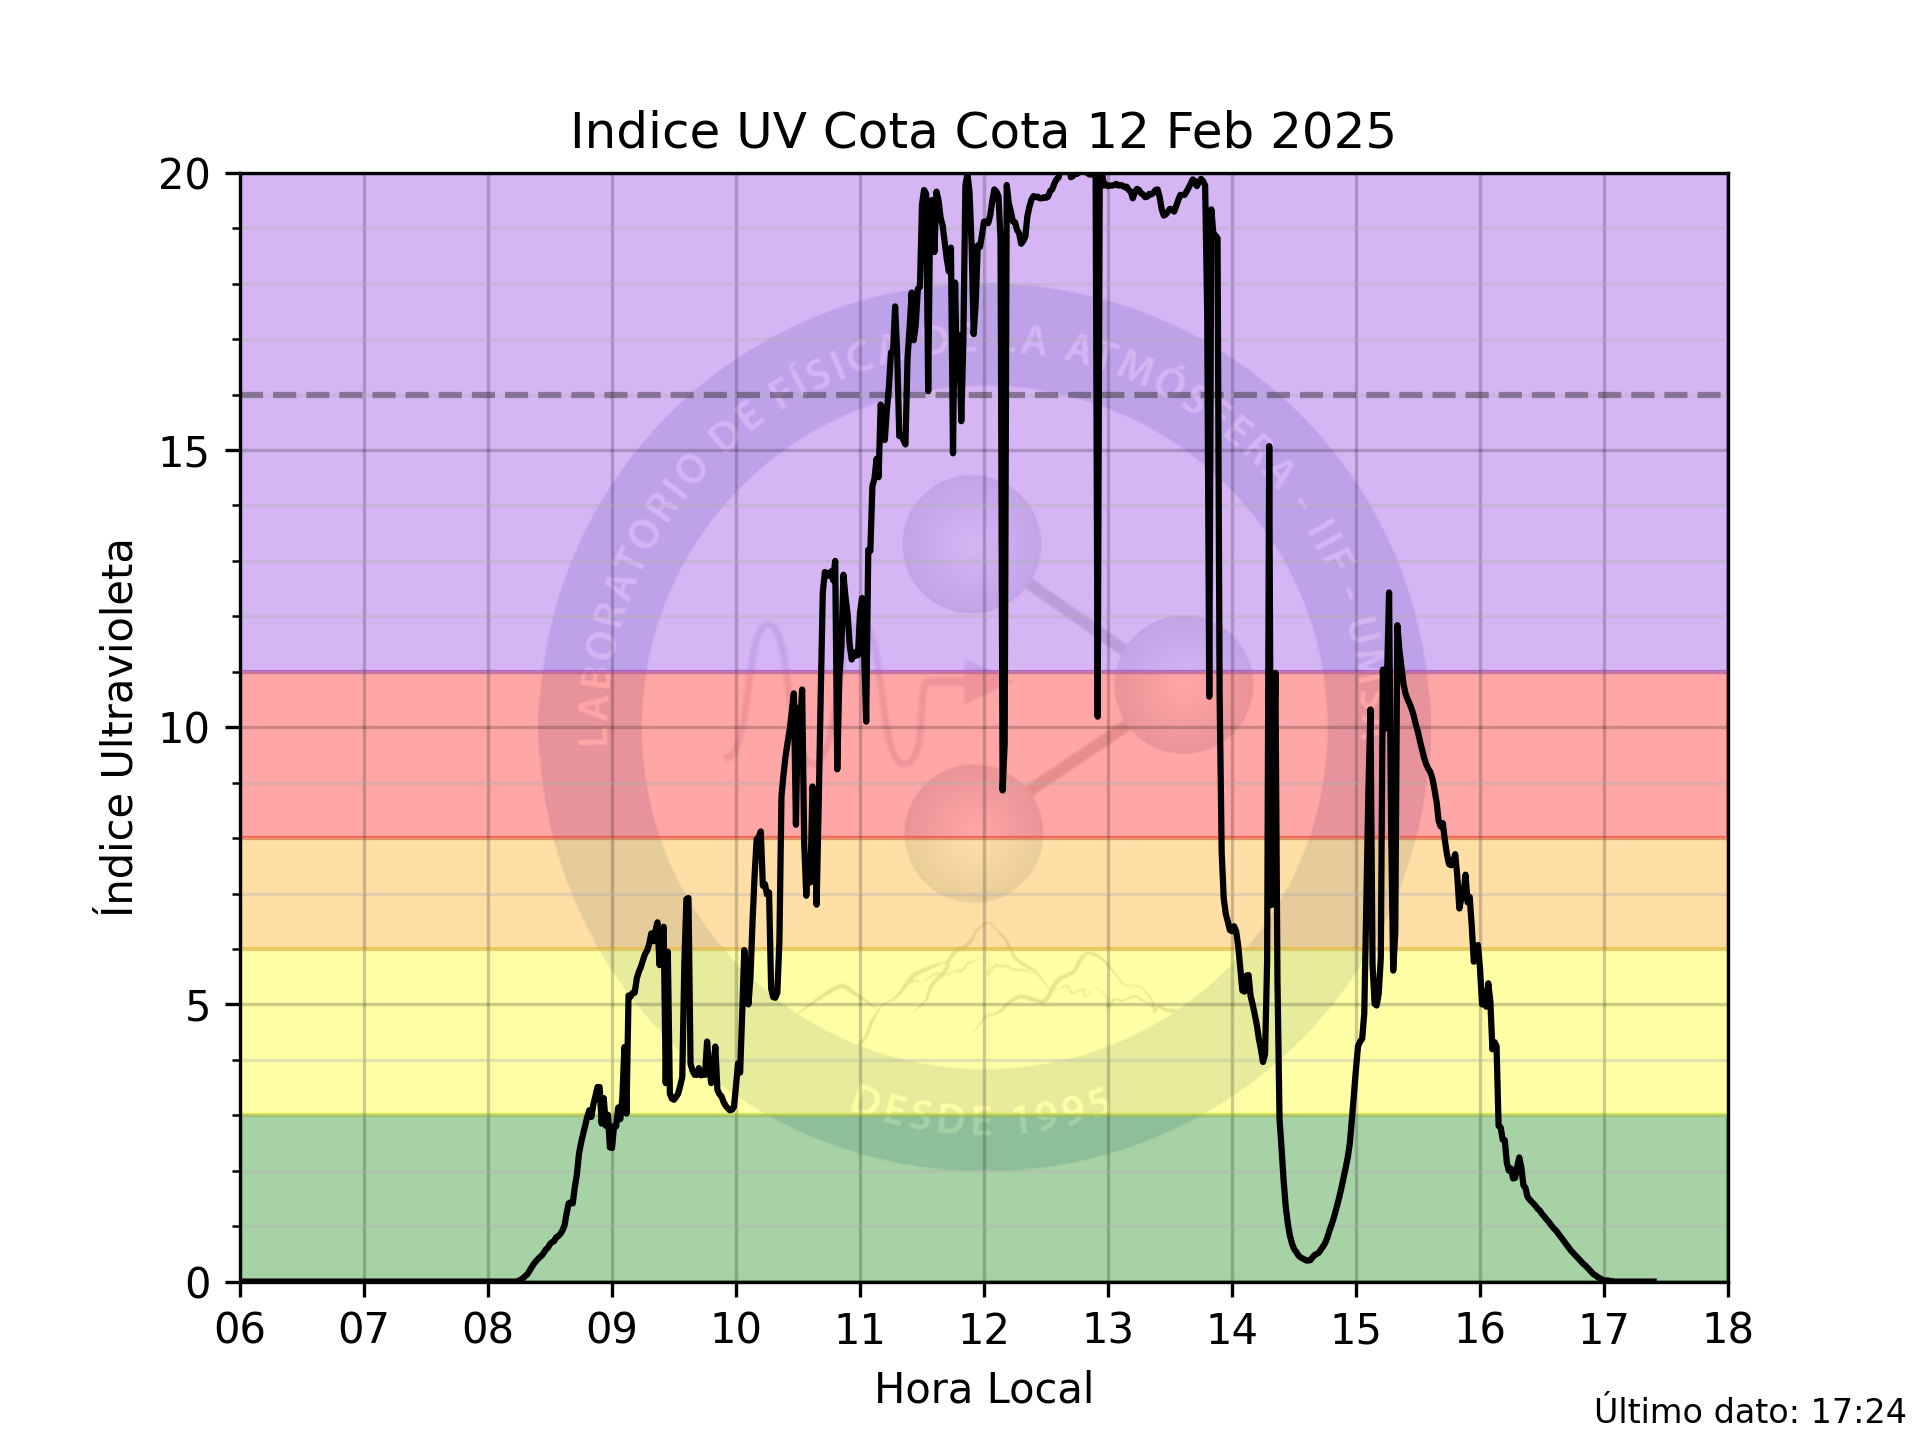 Indice UV Cota Cota 12 Feb 2025
20
15
10
5
0
Índice Ultravioleta
LABORATORIO DE FÍSICA DE LA ATMÓSFERA - IIF - UMSA
DESDE 1995
06 07 08 09 10 11 12 13 14 15 16 17 18
Hora Local
Último dato: 17:24